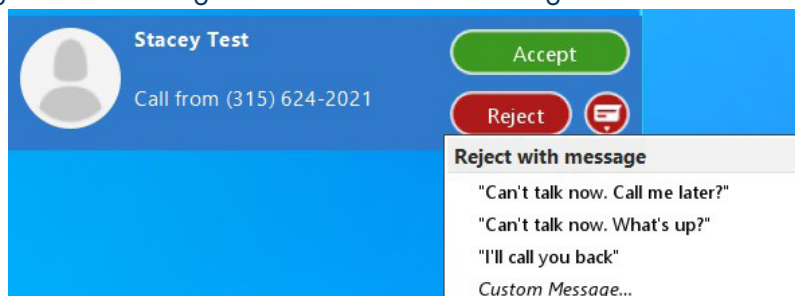 Stacey Test
Accept
Call from (315) 624-2021
Reject
Reject with message
"Can't talk now. Call me later?"
"Can't talk now. What's up?"
"I'll call you back"
Custom Message...